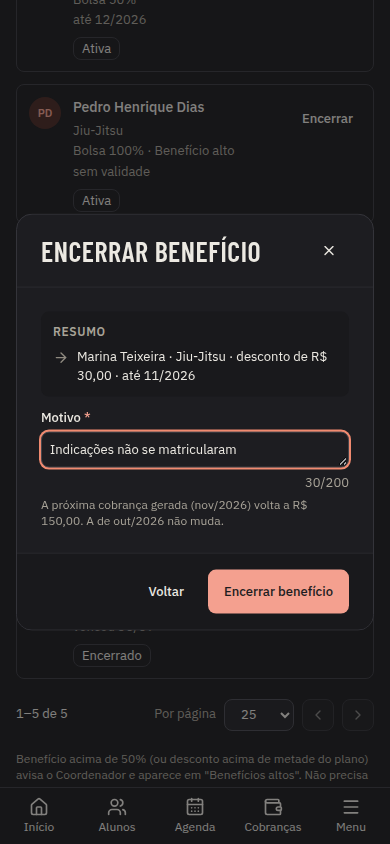 Bolsa 50%
até 12/2026
Ativa
PD
Pedro Henrique Dias
Encerrar
Jiu-Jitsu
Bolsa 100% · Benefício alto
sem validade
Ativa
ENCERRAR BENEFÍCIO
RESUMO
Marina Teixeira · Jiu-Jitsu · desconto de R$
30,00 · até 11/2026
Motivo *
Indicações não se matricularam
30/200
A próxima cobrança gerada (nov/2026) volta a R$
150,00. A de out/2026 não muda.
Voltar
Encerrar benefício
Encerrado
1–5 de 5
Por página
25
Benefício acima de 50% (ou desconto acima de metade do plano)
avisa o Coordenador e aparece em "Benefícios altos". Não precisa
Início
Alunos
Agenda
Cobranças
Menu